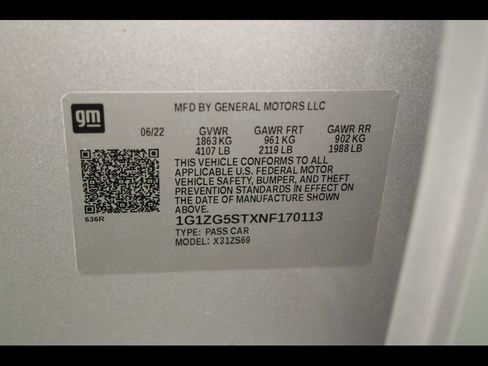 gm
MFD BY GENERAL MOTORS LLC
06/22 GVWR GAWR FRT GAWR RR
1863 KG 961 KG 902 KG
4107 LB 2119 LB 1988 LB
THIS VEHICLE CONFORMS TO ALL
APPLICABLE U.S. FEDERAL MOTOR
VEHICLE SAFETY, BUMPER, AND THEFT
PREVENTION STANDARDS IN EFFECT ON
THE DATE OF MANUFACTURE SHOWN
ABOVE.
636R
1G1ZG5STXNF170113
TYPE: PASS CAR
MODEL: X31ZS69